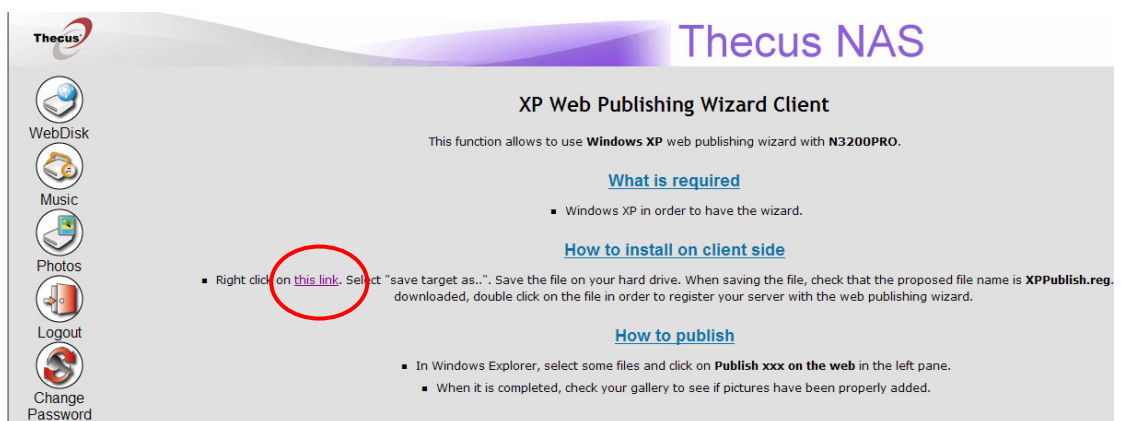 Thecus
Thecus NAS
WebDisk
Music
Photos
Logout
Change
Password
XP Web Publishing Wizard Client
This function allows to use Windows XP web publishing wizard with N3200PRO.
What is required
▪ Windows XP in order to have the wizard.
How to install on client side
▪ Right click on this link. Select "save target as..". Save the file on your hard drive. When saving the file, check that the proposed file name is XPPublish.reg.
downloaded, double click on the file in order to register your server with the web publishing wizard.
How to publish
▪ In Windows Explorer, select some files and click on Publish xxx on the web in the left pane.
▪ When it is completed, check your gallery to see if pictures have been properly added.